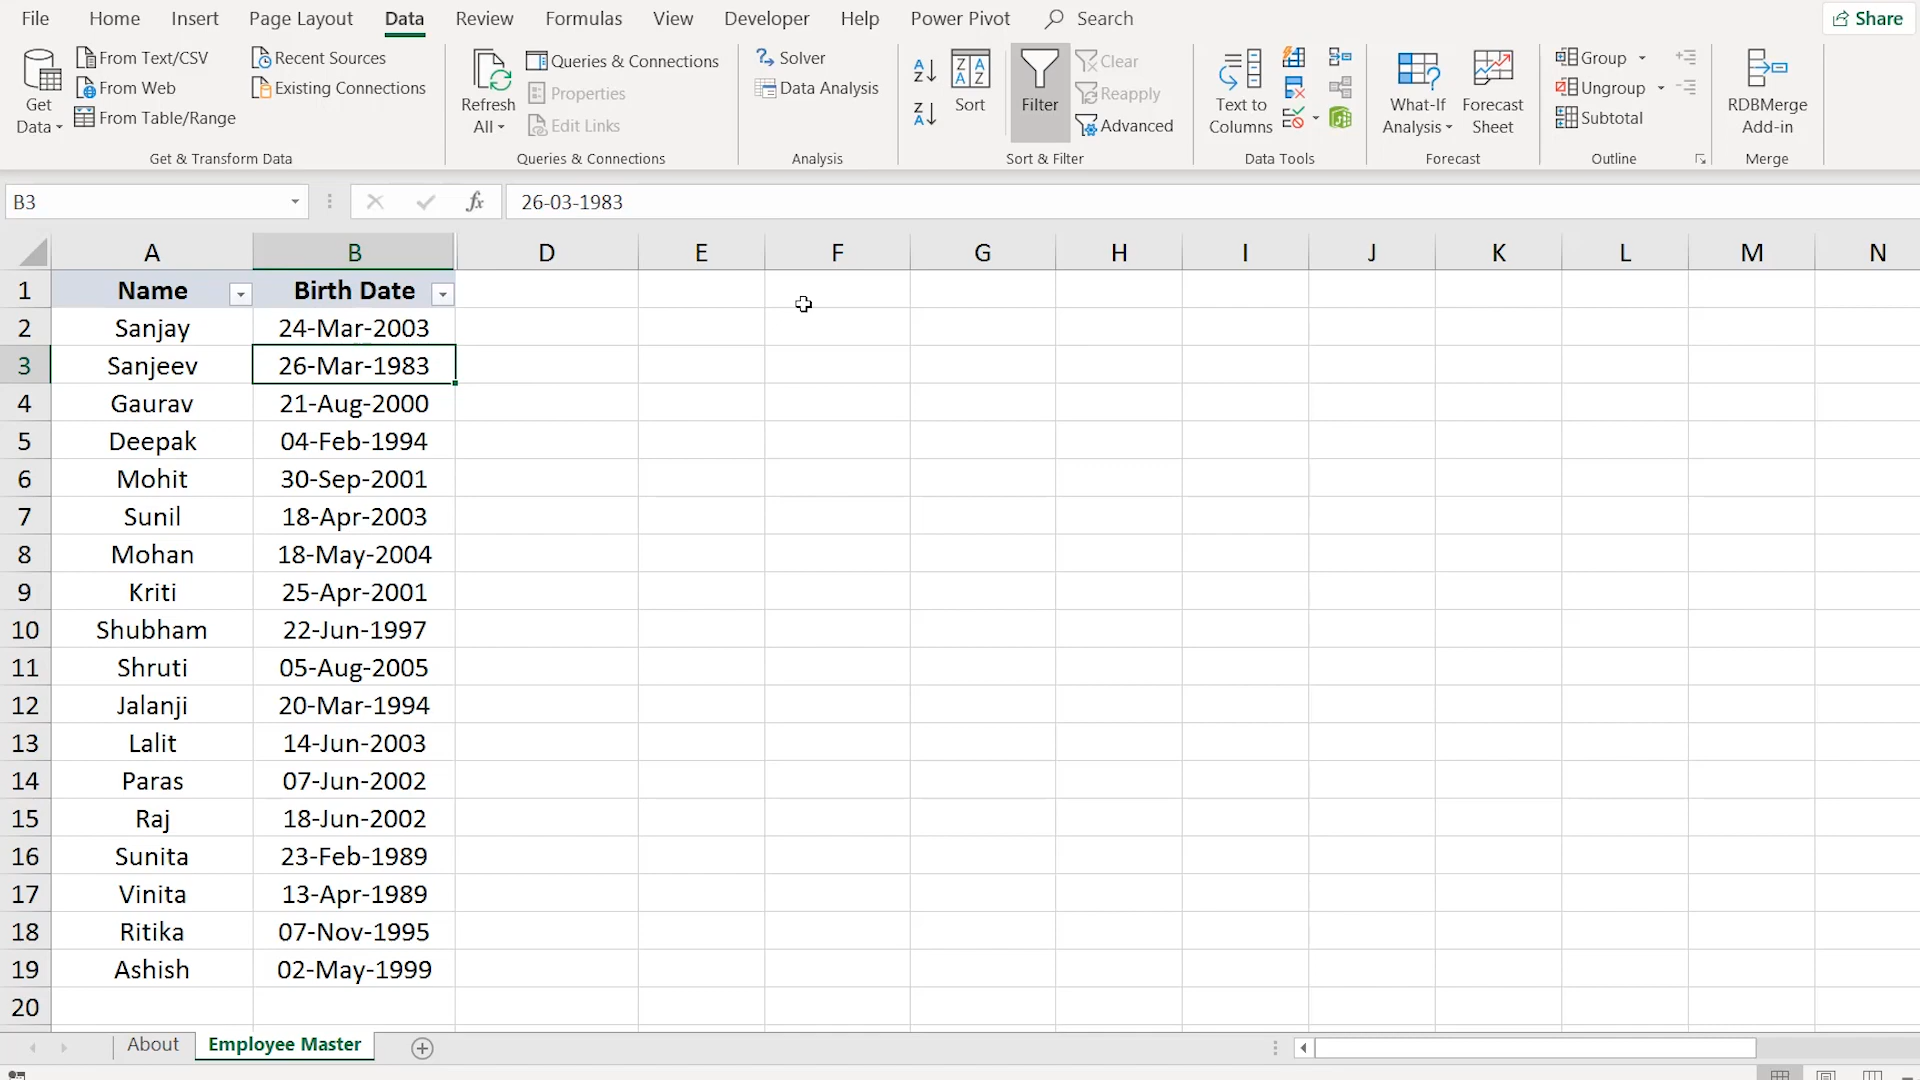 File Home Insert Page Layout Data Review Formulas View Developer Help Power Pivot Search Share
Get Data
From Text/CSV
From Web
From Table/Range
Recent Sources
Existing Connections
Get & Transform Data
Refresh All
Queries & Connections
Properties
Edit Links
Queries & Connections
Solver
Data Analysis
Analysis
Sort
Filter
Clear
Reapply
Advanced
Sort & Filter
Text to Columns
Data Tools
What-If Analysis
Forecast Sheet
Forecast
Group
Ungroup
Subtotal
Outline
RDBMerge Add-in
Merge
B3 fx 26-03-1983
A B D E F G H I J K L M N
1 Name Birth Date
2 Sanjay 24-Mar-2003
3 Sanjeev 26-Mar-1983
4 Gaurav 21-Aug-2000
5 Deepak 04-Feb-1994
6 Mohit 30-Sep-2001
7 Sunil 18-Apr-2003
8 Mohan 18-May-2004
9 Kriti 25-Apr-2001
10 Shubham 22-Jun-1997
11 Shruti 05-Aug-2005
12 Jalanji 20-Mar-1994
13 Lalit 14-Jun-2003
14 Paras 07-Jun-2002
15 Raj 18-Jun-2002
16 Sunita 23-Feb-1989
17 Vinita 13-Apr-1989
18 Ritika 07-Nov-1995
19 Ashish 02-May-1999
20
About Employee Master